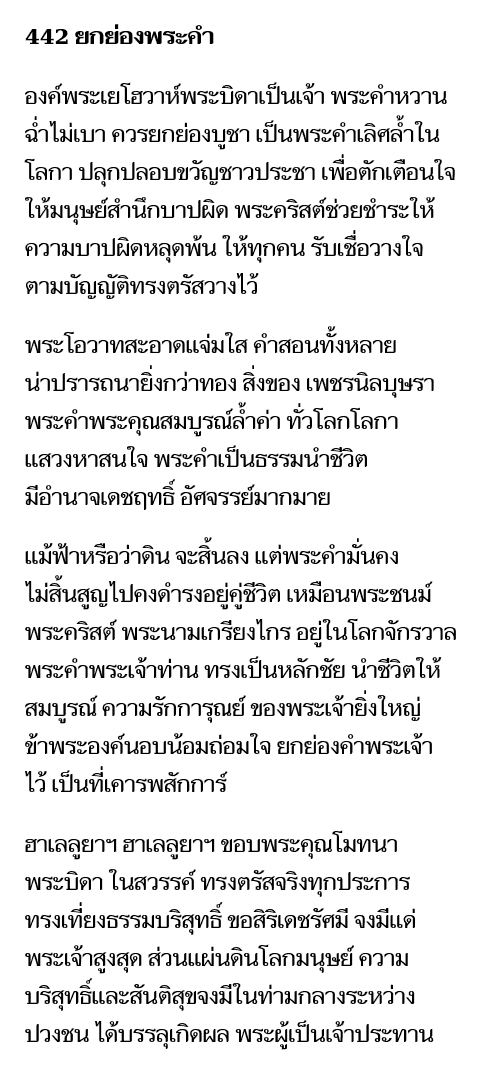 442 ยกย่องพระคำ
องค์พระเยโฮวาห์พระบิดาเป็นเจ้า พระคำหวาน
ฉ่ำไม่เบา ควรยกย่องบูชา เป็นพระคำเลิศล้ำใน
โลกา ปลุกปลอบขวัญชาวประชา เพื่อตักเตือนใจ
ให้มนุษย์สำนึกบาปผิด พระคริสต์ช่วยชำระให้
ความบาปผิดหลุดพ้น ให้ทุกคน รับเชื่อวางใจ
ตามบัญญัติทรงตรัสวางไว้
พระโอวาทสะอาดแจ่มใส คำสอนทั้งหลาย
น่าปรารถนายิ่งกว่าทอง สิ่งของ เพชรนิลบุษรา
พระคำพระคุณสมบูรณ์ล้ำค่า ทั่วโลกโลกา
แสวงหาสนใจ พระคำเป็นธรรมนำชีวิต
มีอำนาจเดชฤทธิ์ อัศจรรย์มากมาย
แม้ฟ้าหรือว่าดิน จะสิ้นลง แต่พระคำมั่นคง
ไม่สิ้นสูญไปคงดำรงอยู่คู่ชีวิต เหมือนพระชนม์
พระคริสต์ พระนามเกรียงไกร อยู่ในโลกจักรวาล
พระคำพระเจ้าท่าน ทรงเป็นหลักชัย นำชีวิตให้
สมบูรณ์ ความรักการุณย์ ของพระเจ้ายิ่งใหญ่
ข้าพระองค์นอบน้อมถ่อมใจ ยกย่องคำพระเจ้า
ไว้ เป็นที่เคารพสักการ์
ฮาเลลูยาฯ ฮาเลลูยาฯ ขอบพระคุณโมทนา
พระบิดา ในสวรรค์ ทรงตรัสจริงทุกประการ
ทรงเที่ยงธรรมบริสุทธิ์ ขอสิริเดชรัศมี จงมีแด่
พระเจ้าสูงสุด ส่วนแผ่นดินโลกมนุษย์ ความ
บริสุทธิ์และสันติสุขจงมีในท่ามกลางระหว่าง
ปวงชน ได้บรรลุเกิดผล พระผู้เป็นเจ้าประทาน